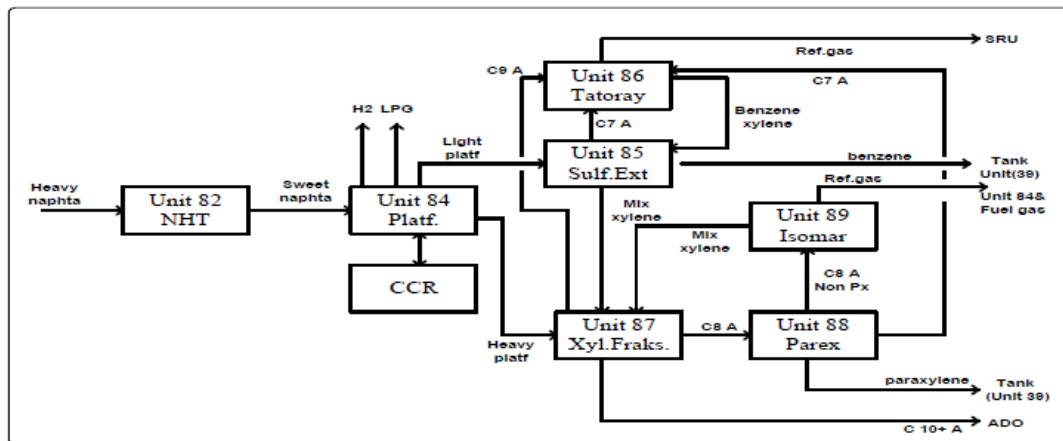 SRU
Ref.gas
C9 A
Unit 86
Tatoray
C7 A
H2 LPG
Benzene
xylene
C7 A
Light
platf
Unit 85
Sulf.Ext
benzene
Tank
Unit(39)
Heavy
naphta
Unit 82
NHT
Sweet
naphta
Unit 84
Platf.
Ref.gas
Unit 84&
Fuel gas
Mix
xylene
Mix
xylene
Unit 89
Isomar
CCR
C8 A
Non Px
Heavy
platf
Unit 87
Xyl.Fraks.
C8 A
Unit 88
Parex
paraxylene
Tank
(Unit 39)
C 10+ A
ADO